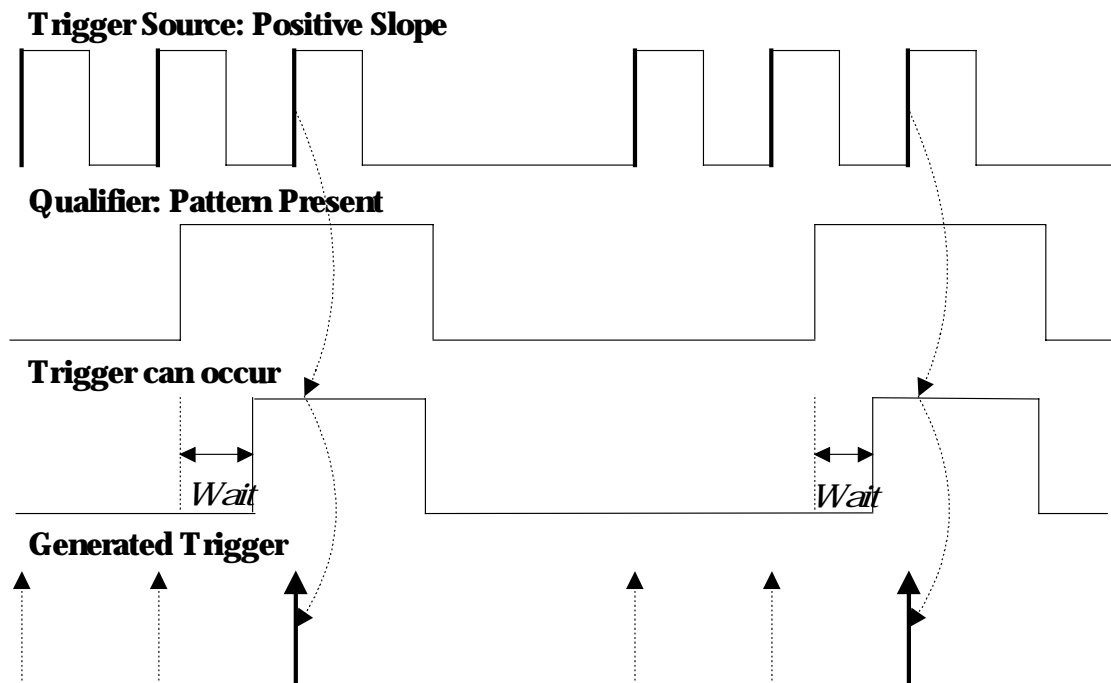 Trigger Source: Positive Slope
Qualifier: Pattern Present
Trigger can occur
Wait
Wait
Generated Trigger